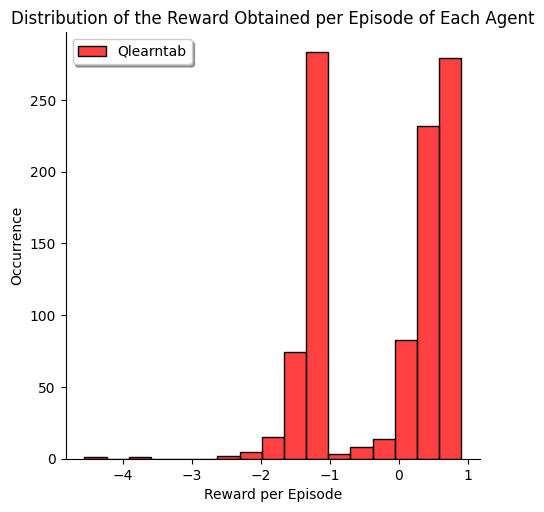 Distribution of the Reward Obtained per Episode of Each Agent
Qlearntab
Occurrence
250
200
150
100
50
0
−4 −3 −2 −1 0 1
Reward per Episode